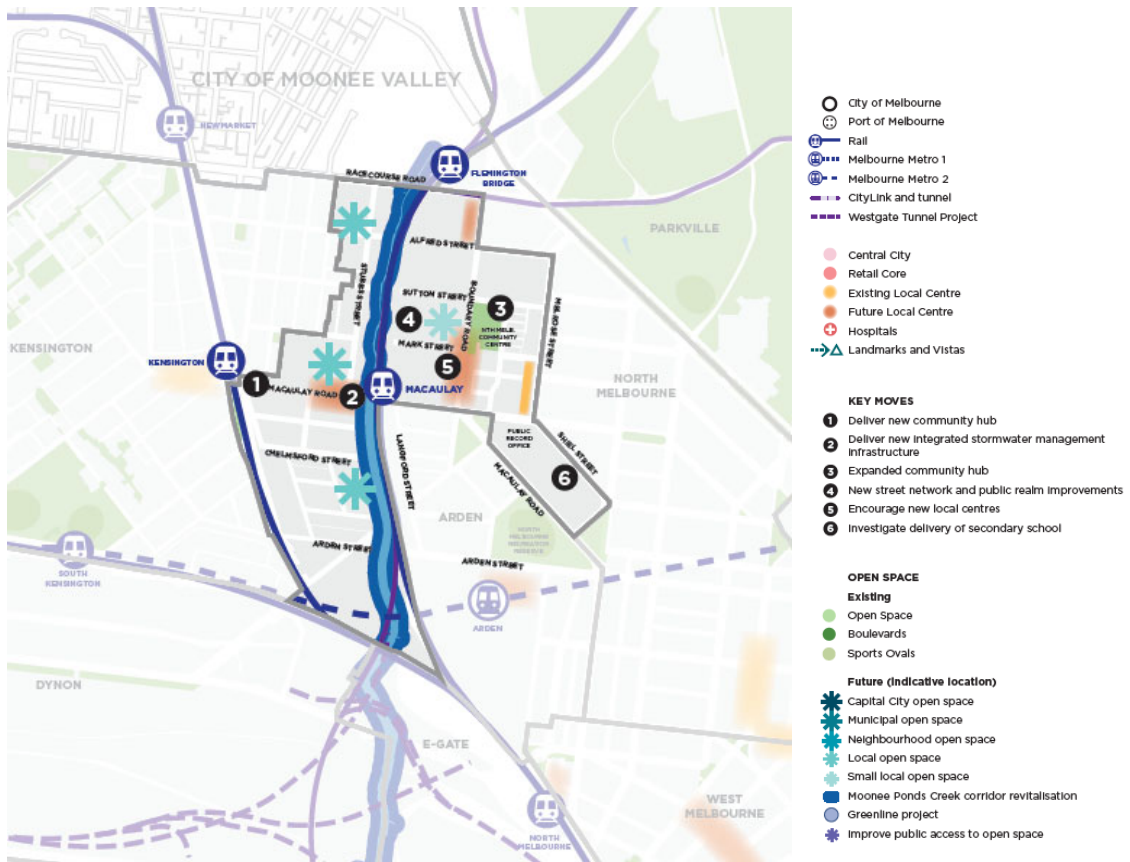 CITY OF MOONEE VALLEY
NEWMARKET
RACECOURSE ROAD
FLEMINGTON
BRIDGE
PARKVILLE
ALFRED STREET
STUBBS STREET
SUTTON STREET
BOUNDARY ROAD
3
4
NTH MELB.
COMMUNITY
CENTRE
MELROSE STREET
MARK STREET
5
KENSINGTON
KENSINGTON
1
MACAULAY ROAD
2
MACAULAY
NORTH
MELBOURNE
PUBLIC
RECORD
OFFICE
SHIEL STREET
CHELMSFORD STREET
LANGFORD STREET
MACAULAY ROAD
6
ARDEN
NORTH
MELBOURNE
RECREATION
RESERVE
ARDEN STREET
ARDEN STREET
SOUTH
KENSINGTON
ARDEN
DYNON
E-GATE
WEST
MELBOURNE
NORTH
MELBOURNE
City of Melbourne
Port of Melbourne
Rail
Melbourne Metro 1
Melbourne Metro 2
CityLink and tunnel
Westgate Tunnel Project
Central City
Retail Core
Existing Local Centre
Future Local Centre
Hospitals
Landmarks and Vistas
KEY MOVES
1 Deliver new community hub
2 Deliver new integrated stormwater management
infrastructure
3 Expanded community hub
4 New street network and public realm improvements
5 Encourage new local centres
6 Investigate delivery of secondary school
OPEN SPACE
Existing
Open Space
Boulevards
Sports Ovals
Future (indicative location)
Capital City open space
Municipal open space
Neighbourhood open space
Local open space
Small local open space
Moonee Ponds Creek corridor revitalisation
Greenline project
Improve public access to open space